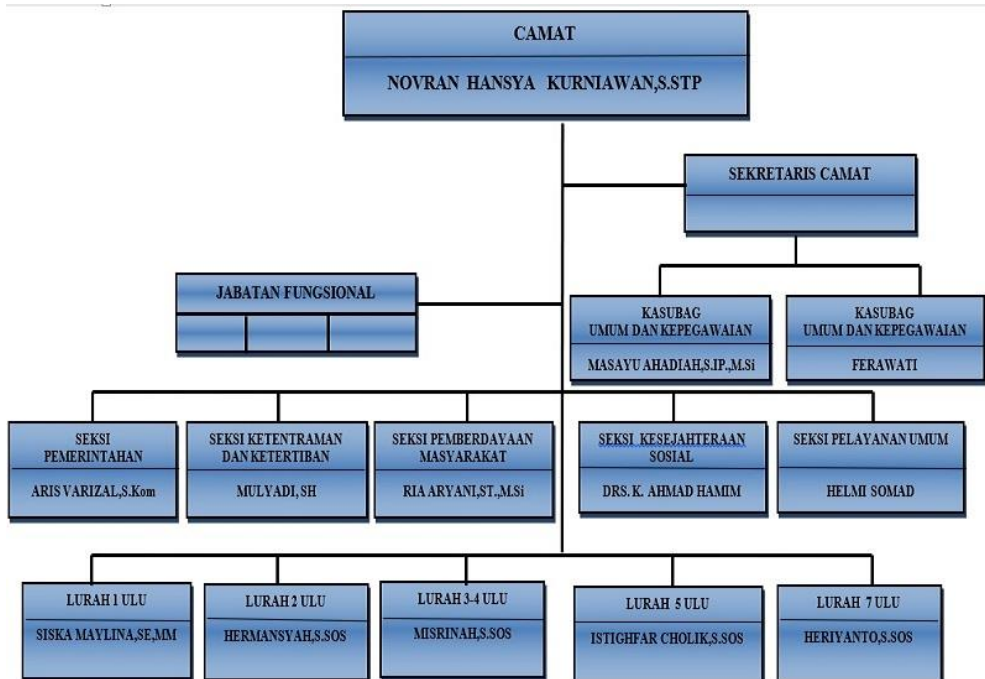 CAMAT
NOVRAN HANSYA KURNIAWAN,S.STP
SEKRETARIS CAMAT
JABATAN FUNGSIONAL
KASUBAG
UMUM DAN KEPEGAWAIAN
MASAYU AHADIAH,S.IP.,M.Si
KASUBAG
UMUM DAN KEPEGAWAIAN
FERAWATI
SEKSI
PEMERINTAHAN
ARIS VARIZAL,S.Kom
SEKSI KETENTRAMAN
DAN KETERTIBAN
MULYADI, SH
SEKSI PEMBERDAYAAN
MASYARAKAT
RIA ARYANI,ST.,M.Si
SEKSI KESEJAHTERAAN
SOSIAL
DRS. K. AHMAD HAMIM
SEKSI PELAYANAN UMUM
HELMI SOMAD
LURAH 1 ULU
SISKA MAYLINA,SE,MM
LURAH 2 ULU
HERMANSYAH,S.SOS
LURAH 3-4 ULU
MISRINAH,S.SOS
LURAH 5 ULU
ISTIGHFAR CHOLIK,S.SOS
LURAH 7 ULU
HERIYANTO,S.SOS